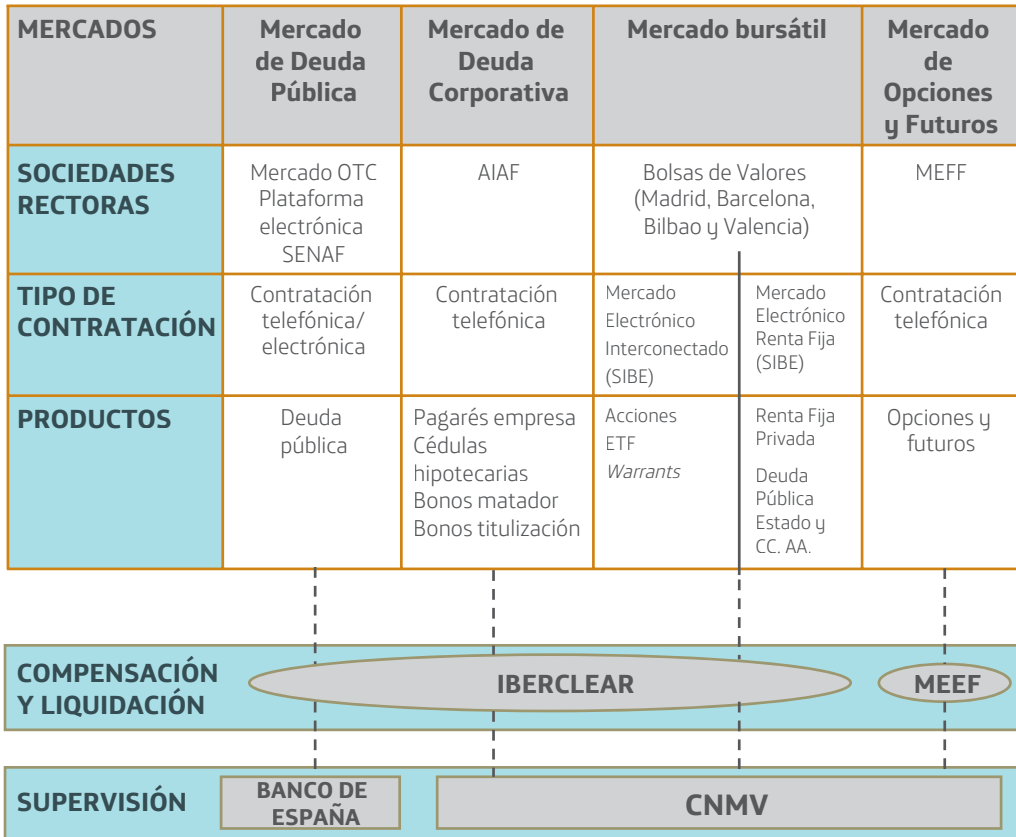 MERCADOS
Mercado
de Deuda
Pública
Mercado de
Deuda
Corporativa
Mercado bursátil
Mercado
de
Opciones
y Futuros
SOCIEDADES
RECTORAS
Mercado OTC
Plataforma
electrónica
SENAF
AIAF
Bolsas de Valores
(Madrid, Barcelona,
Bilbao y Valencia)
MEFF
TIPO DE
CONTRATACIÓN
Contratación
telefónica/
electrónica
Contratación
telefónica
Mercado
Electrónico
Interconectado
(SIBE)
Mercado
Electrónico
Renta Fija
(SIBE)
Contratación
telefónica
PRODUCTOS
Deuda
pública
Pagarés empresa
Cédulas
hipotecarias
Bonos matador
Bonos titulización
Acciones
ETF
Warrants
Renta Fija
Privada
Deuda
Pública
Estado y
CC. AA.
Opciones y
futuros
COMPENSACIÓN
Y LIQUIDACIÓN
IBERCLEAR
MEEF
SUPERVISIÓN
BANCO DE
ESPAÑA
CNMV